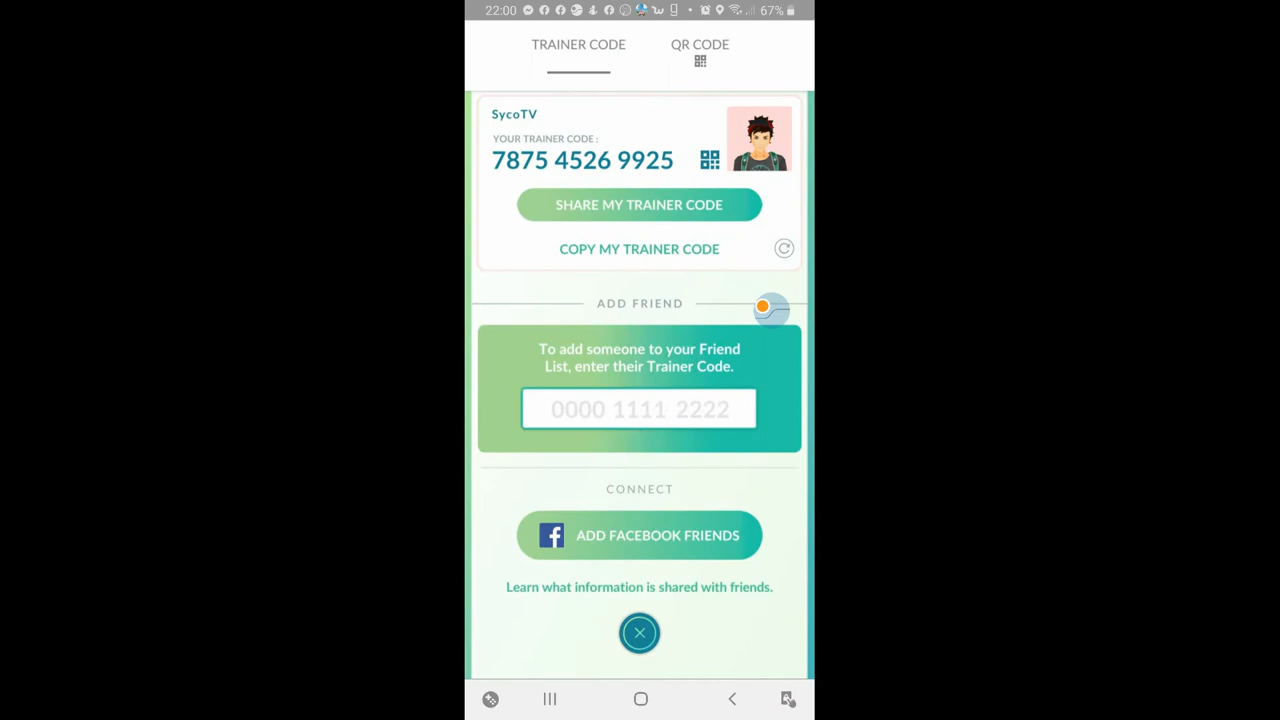 22:00
67%
TRAINER CODE
QR CODE
SycoTV
YOUR TRAINER CODE :
7875 4526 9925
SHARE MY TRAINER CODE
COPY MY TRAINER CODE
ADD FRIEND
To add someone to your Friend
List, enter their Trainer Code.
0000 1111 2222
CONNECT
ADD FACEBOOK FRIENDS
Learn what information is shared with friends.